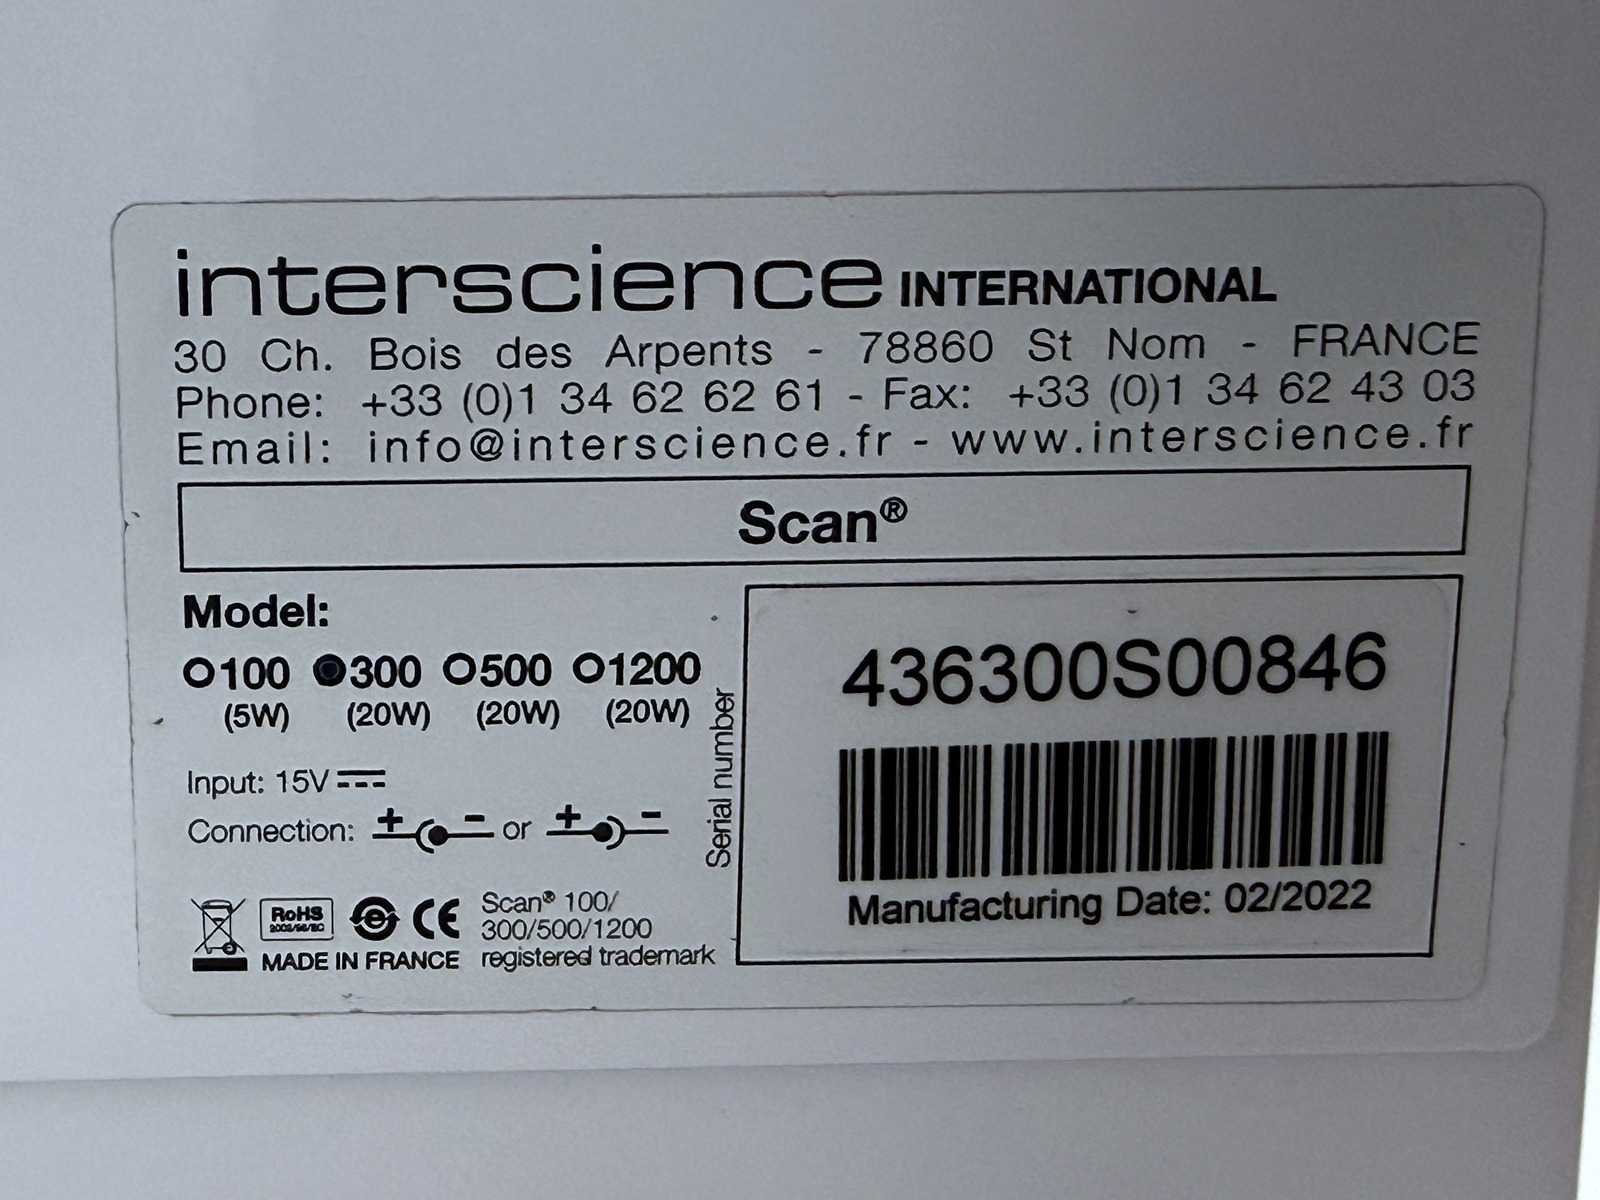 interscience INTERNATIONAL
30 Ch. Bois des Arpents - 78860 St Nom - FRANCE
Phone: +33 (0)1 34 62 62 61 - Fax: +33 (0)1 34 62 43 03
Email: info@interscience.fr - www.interscience.fr
Scan®
Model:
100 300 500 1200
(5W) (20W) (20W) (20W)
Input: 15V
Connection: + - or + -
Serial number
436300S00846
Manufacturing Date: 02/2022
RoHS
CE
MADE IN FRANCE
Scan® 100/
300/500/1200
registered trademark